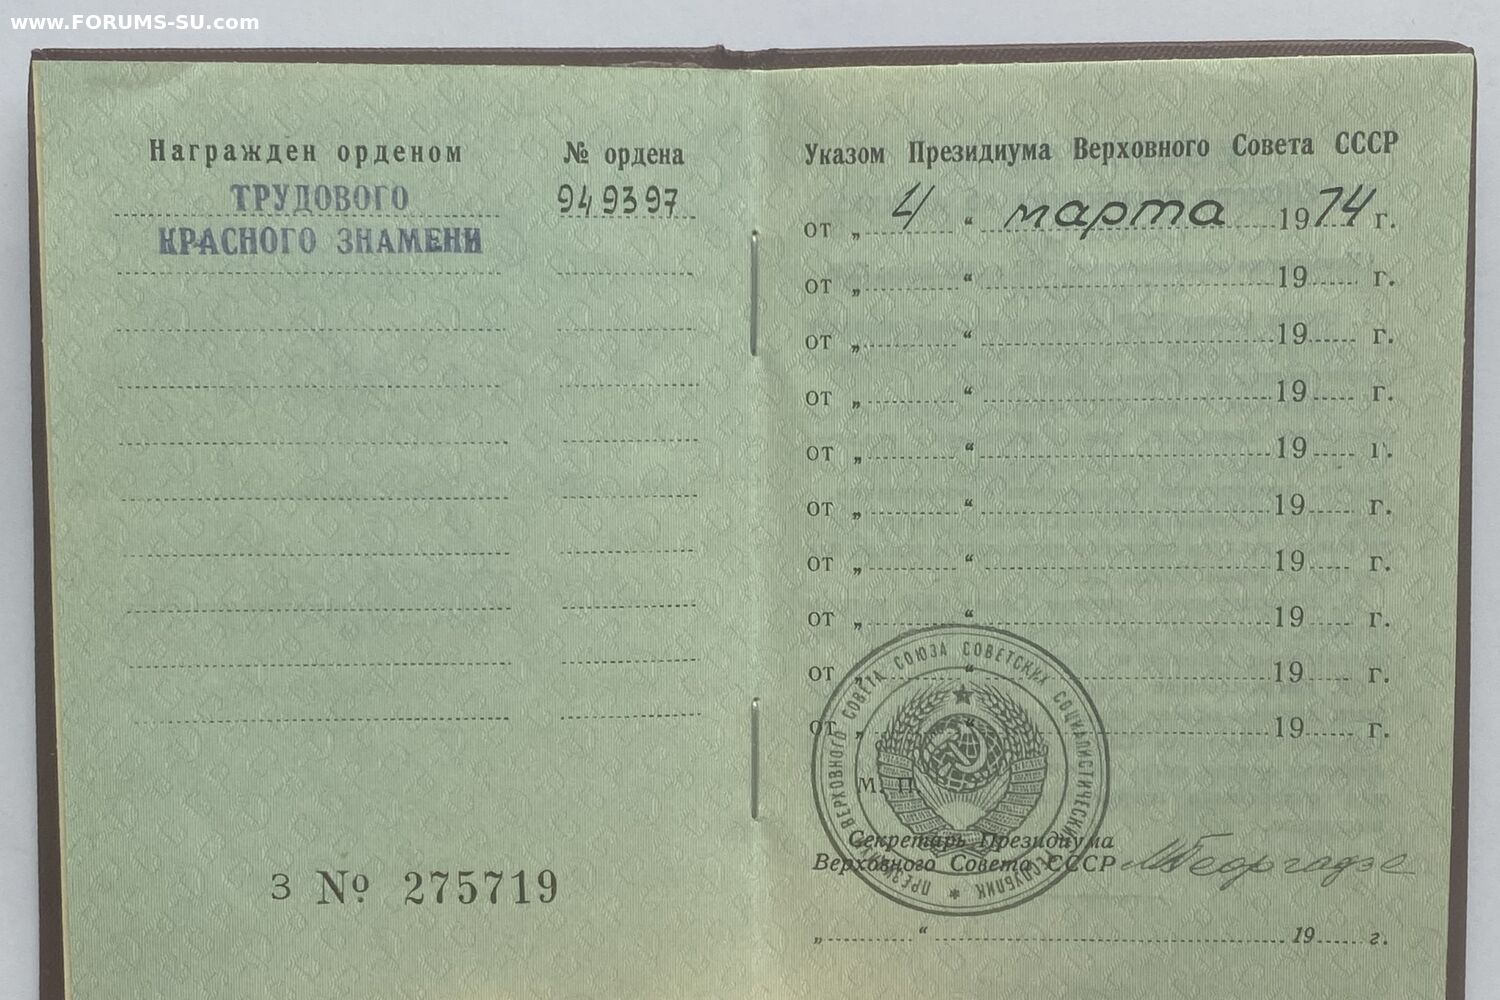 www.FORUMS-SU.com
Награжден орденом
№ ордена
ТРУДОВОГО
949397
КРАСНОГО ЗНАМЕНИ
З № 275719
Указом Президиума Верховного Совета СССР
от „ 4 “ марта 1974 г.
от „ “ 19 г.
от „ “ 19 г.
от „ “ 19 г.
от „ “ 19 г.
от „ “ 19 г.
от „ “ 19 г.
от „ “ 19 г.
от „ “ 19 г.
от „ “ 19 г.
ПРЕЗИДИУМ ВЕРХОВНОГО СОВЕТА СОЮЗА СОВЕТСКИХ СОЦИАЛИСТИЧЕСКИХ РЕСПУБЛИК *
М. П.
Секретарь Президиума
Верховного Совета СССР МГеоргадзе
„ “ 19 г.